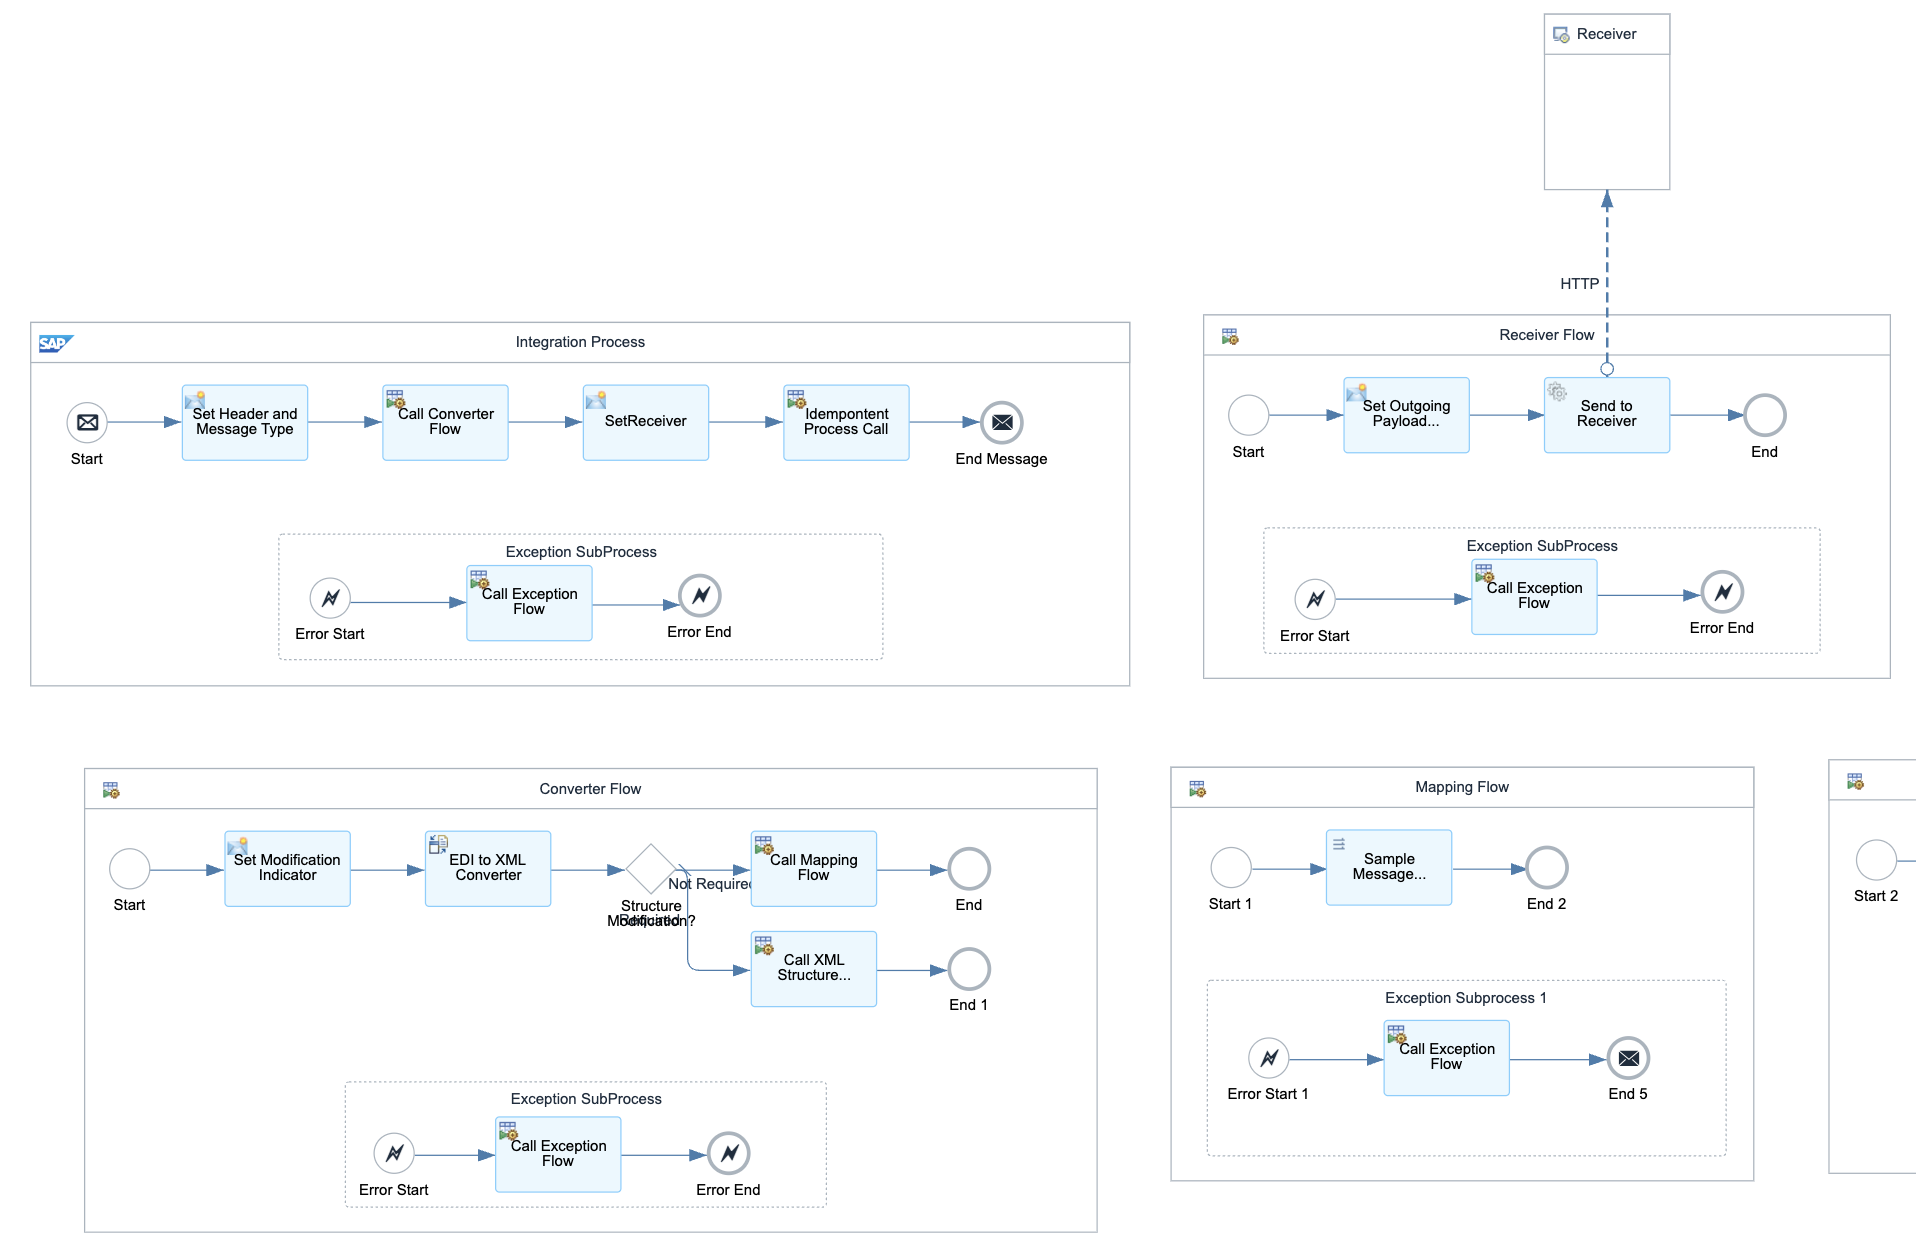 Receiver
HTTP
SAP
Integration Process
Start
Set Header and
Message Type
Call Converter
Flow
SetReceiver
Idempontent
Process Call
End Message
Exception SubProcess
Error Start
Call Exception
Flow
Error End
Receiver Flow
Start
Set Outgoing
Payload...
Send to
Receiver
End
Exception SubProcess
Error Start
Call Exception
Flow
Error End
Converter Flow
Start
Set Modification
Indicator
EDI to XML
Converter
Structure
Modification?
Not Required
Required
Call Mapping
Flow
End
Call XML
Structure...
End 1
Exception SubProcess
Error Start
Call Exception
Flow
Error End
Mapping Flow
Start 1
Sample
Message...
End 2
Exception Subprocess 1
Error Start 1
Call Exception
Flow
End 5
Start 2